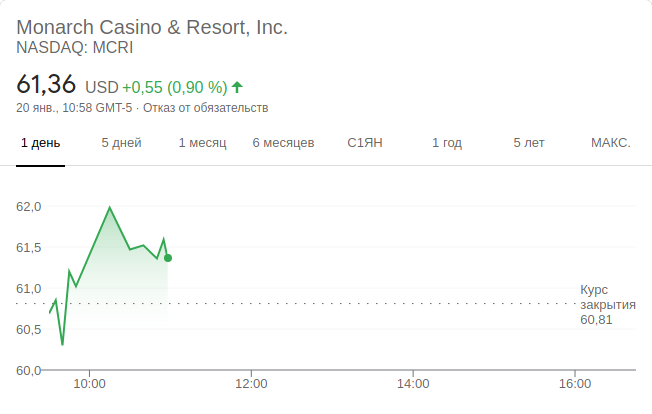 Monarch Casino & Resort, Inc.
NASDAQ: MCRI
61,36 USD +0,55 (0,90 %)
20 янв., 10:58 GMT-5 · Отказ от обязательств
1 день 5 дней 1 месяц 6 месяцев С1ЯН 1 год 5 лет МАКС.
62,0
61,5
61,0
60,5
60,0
Курс
закрытия
60,81
10:00 12:00 14:00 16:00